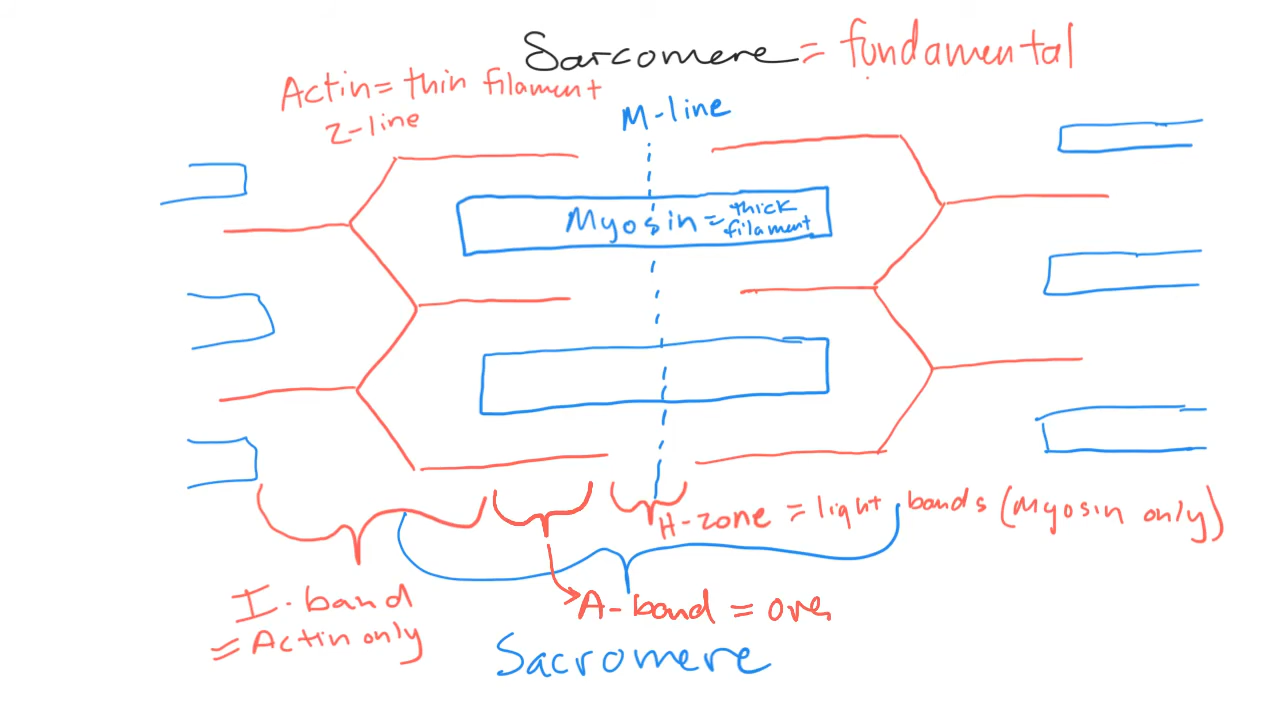 Sarcomere = fundamental
Actin = thin filament
Z-line
M-line
Myosin = thick
filament
H-zone = light bands (Myosin only)
I-band
= Actin only
A-band = over
Sacromere